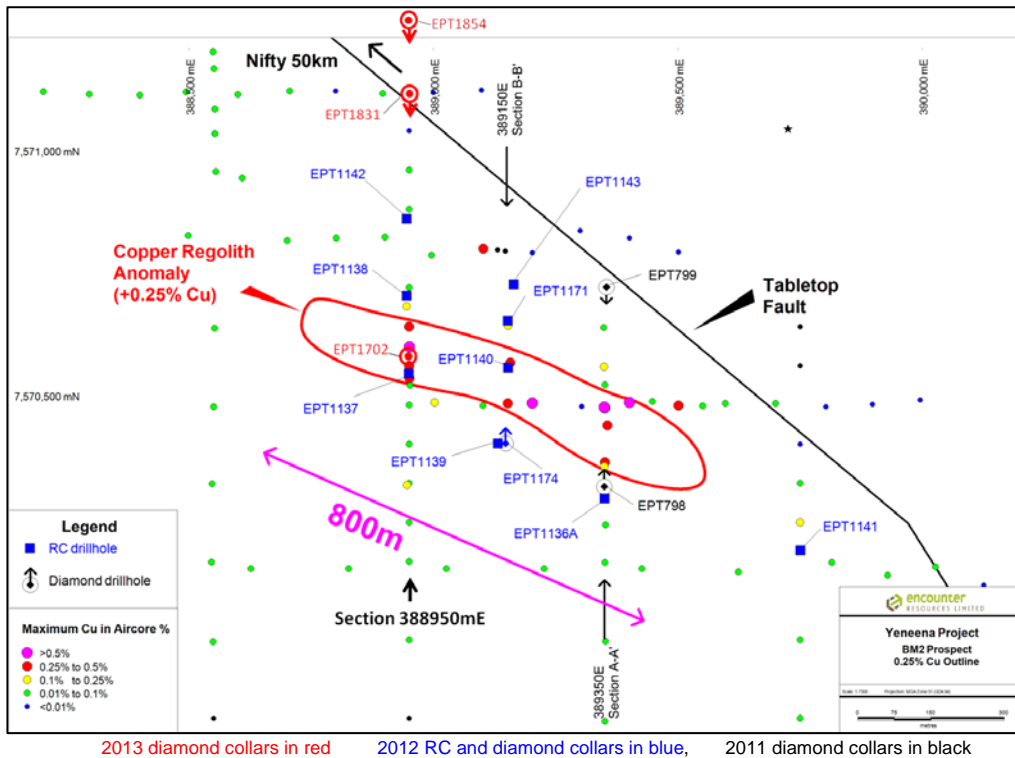 EPT1854
Nifty 50km
388,500 mE
389,000 mE
389150E
Section B-B'
389,500 mE
390,000 mE
EPT1831
7,571,000 mN
EPT1142
EPT1143
Copper Regolith
Anomaly
(+0.25% Cu)
EPT1138
EPT1171
EPT799
Tabletop
Fault
EPT1702
EPT1140
7,570,500 mN
EPT1137
EPT1139
EPT1174
EPT798
EPT1136A
EPT1141
800m
Legend
RC drillhole
Diamond drillhole
Section 388950mE
389350E
Section A-A'
Maximum Cu in Aircore %
>0.5%
0.25% to 0.5%
0.1% to 0.25%
0.01% to 0.1%
<0.01%
encounter
RESOURCES LIMITED
Yeneena Project
BM2 Prospect
0.25% Cu Outline
0 75 150 300
metres
2013 diamond collars in red 2012 RC and diamond collars in blue, 2011 diamond collars in black